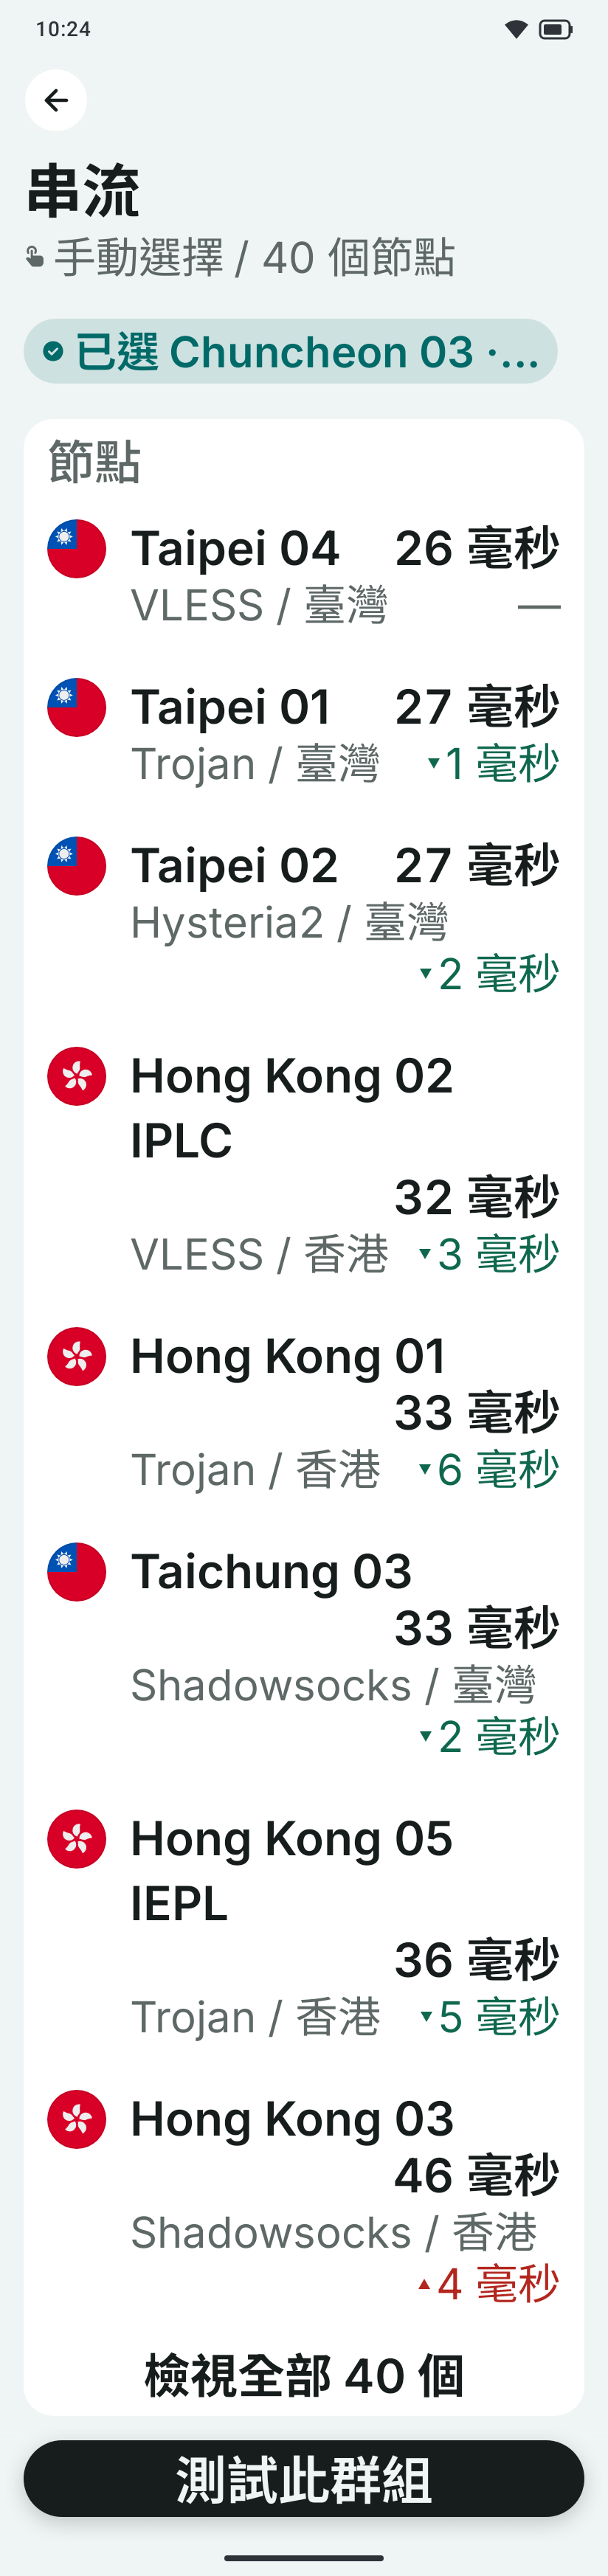 10:24
串流
手動選擇 / 40 個節點
已選 Chuncheon 03 ·...
節點
Taipei 04 26 毫秒
VLESS / 臺灣 —
Taipei 01 27 毫秒
Trojan / 臺灣 ▼1 毫秒
Taipei 02 27 毫秒
Hysteria2 / 臺灣
▼2 毫秒
Hong Kong 02
IPLC
32 毫秒
VLESS / 香港 ▼3 毫秒
Hong Kong 01
33 毫秒
Trojan / 香港 ▼6 毫秒
Taichung 03
33 毫秒
Shadowsocks / 臺灣
▼2 毫秒
Hong Kong 05
IEPL
36 毫秒
Trojan / 香港 ▼5 毫秒
Hong Kong 03
46 毫秒
Shadowsocks / 香港
▲4 毫秒
檢視全部 40 個
測試此群組